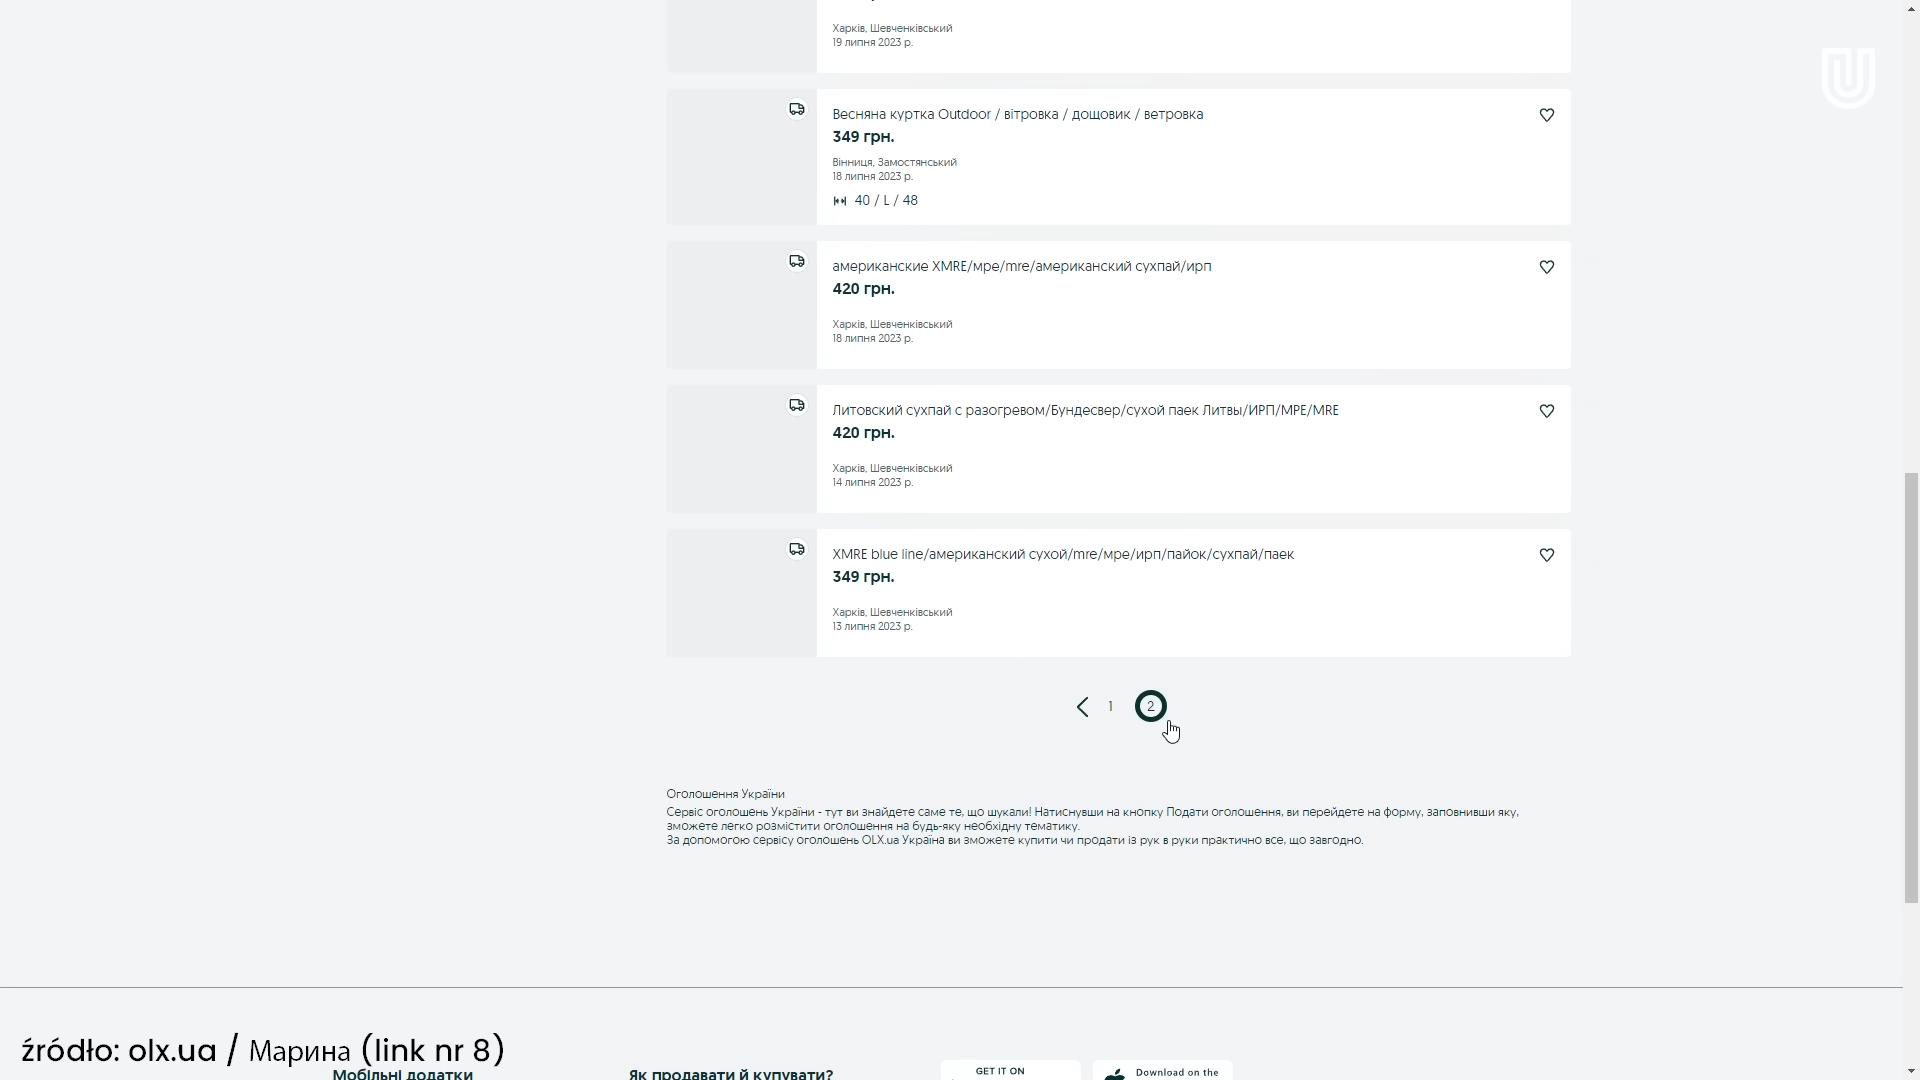 Харків, Шевченківський
19 липня 2023 р.
Весняна куртка Outdoor / вітровка / дощовик / ветровка
349 грн.
Вінниця, Замостянський
18 липня 2023 р.
40 / L / 48
американские XMRE/мре/mre/американский сухпай/ирп
420 грн.
Харків, Шевченківський
18 липня 2023 р.
Литовский сухпай с разогревом/Бундесвер/сухой паек Литвы/ИРП/МРЕ/MRE
420 грн.
Харків, Шевченківський
14 липня 2023 р.
XMRE blue line/американский сухой/mre/мре/ирп/пайок/сухпай/паек
349 грн.
Харків, Шевченківський
13 липня 2023 р.
1 2
Оголошення України
Сервіс оголошень України - тут ви знайдете саме те, що шукали! Натиснувши на кнопку Подати оголошення, ви перейдете на форму, заповнивши яку,
зможете легко розмістити оголошення на будь-яку необхідну тематику.
За допомогою сервісу оголошень OLX.ua Україна ви зможете купити чи продати із рук в руки практично все, що завгодно.
źródło: olx.ua / Марина (link nr 8)
Мобільні додатки
Як продавати й купувати?
GET IT ON
Download on the